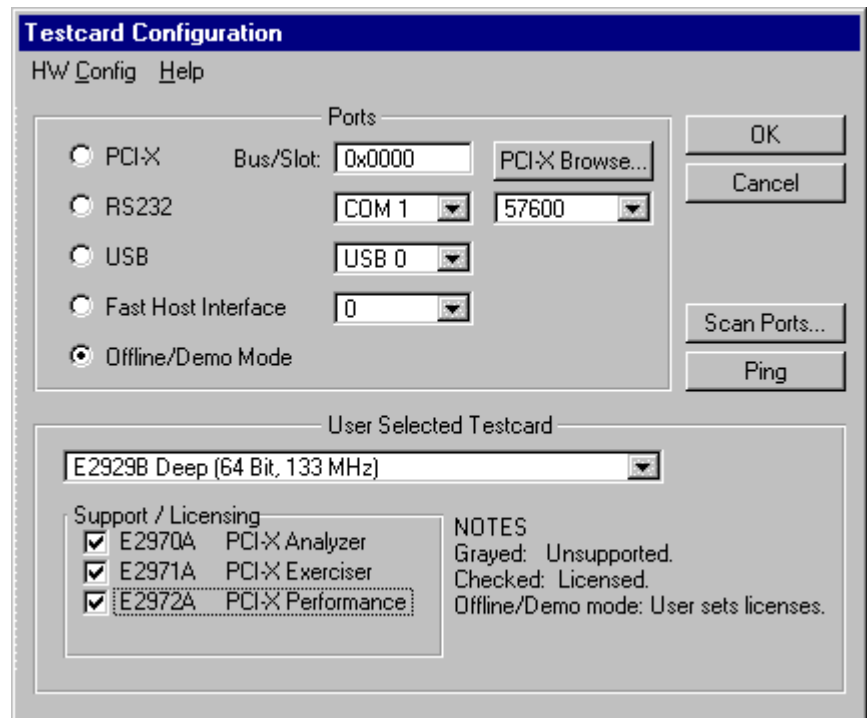 Testcard Configuration
HW Config Help
Ports
PCI-X Bus/Slot: 0x0000 PCI-X Browse...
RS232 COM 1 57600
USB USB 0
Fast Host Interface 0
Offline/Demo Mode
OK
Cancel
Scan Ports...
Ping
User Selected Testcard
E2929B Deep (64 Bit, 133 MHz)
Support / Licensing
E2970A PCI-X Analyzer
E2971A PCI-X Exerciser
E2972A PCI-X Performance
NOTES
Grayed: Unsupported.
Checked: Licensed.
Offline/Demo mode: User sets licenses.